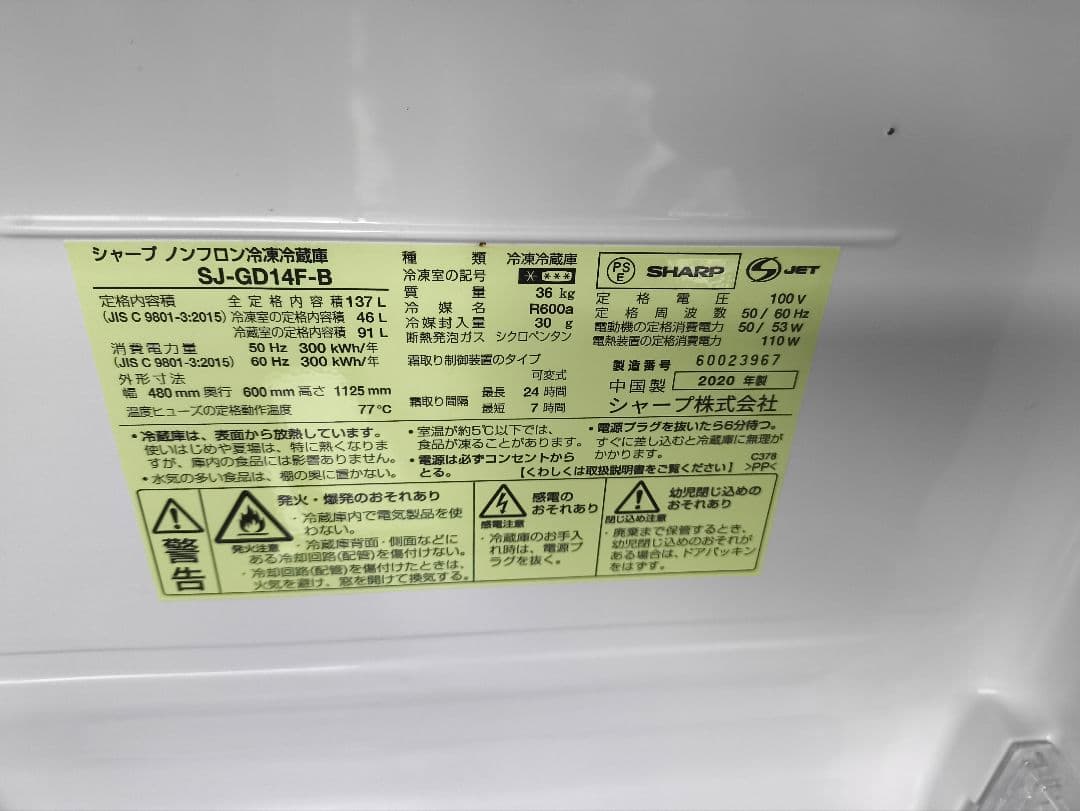 シャープ ノンフロン冷凍冷蔵庫
SJ-GD14F-B
定格内容積 全定格内容積 137 L
(JIS C 9801-3:2015) 冷凍室の定格内容積 46 L
冷蔵室の定格内容積 91 L
消費電力量 50 Hz 300 kWh/年
(JIS C 9801-3:2015) 60 Hz 300 kWh/年
外形寸法
幅 480 mm 奥行 600 mm 高さ 1125 mm
温度ヒューズの定格動作温度 77℃
種類 冷凍冷蔵庫
冷凍室の記号 * ***
質量 36 kg
冷媒名 R600a
冷媒封入量 30 g
断熱発泡ガス シクロペンタン
霜取り制御装置のタイプ
可変式
霜取り間隔 最長 24 時間
最短 7 時間
PS E SHARP S JET
定格電圧 100 V
定格周波数 50 / 60 Hz
電動機の定格消費電力 50 / 53 W
電熱装置の定格消費電力 110 W
製造番号 60023967
中国製 2020 年製
シャープ株式会社
・冷蔵庫は、表面から放熱しています。
使いはじめや夏場は、特に熱くなりま
すが、庫内の食品には影響ありません。
・水気の多い食品は、棚の奥に置かない。
・室温が約5℃以下では、
食品が凍ることがあります。
・電源は必ずコンセントから
とる。
・電源プラグを抜いたら6分待つ。
すぐに差し込むと冷蔵庫に無理が
かかります。 C378
【くわしくは取扱説明書をご覧ください】 >PP<
警告
発火注意
発火・爆発のおそれあり
・冷蔵庫内で電気製品を使
わない。
・冷蔵庫背面・側面などに
ある冷却回路(配管)を傷付けない。
・冷却回路(配管)を傷付けたときは、
火気を避け、窓を開けて換気する。
感電注意
感電の
おそれあり
・冷蔵庫のお手入
れ時は、電源プ
ラグを抜く。
閉じ込め注意
幼児閉じ込めの
おそれあり
・廃棄まで保管するとき、
幼児閉じ込めのおそれが
ある場合は、ドアパッキン
をはずす。